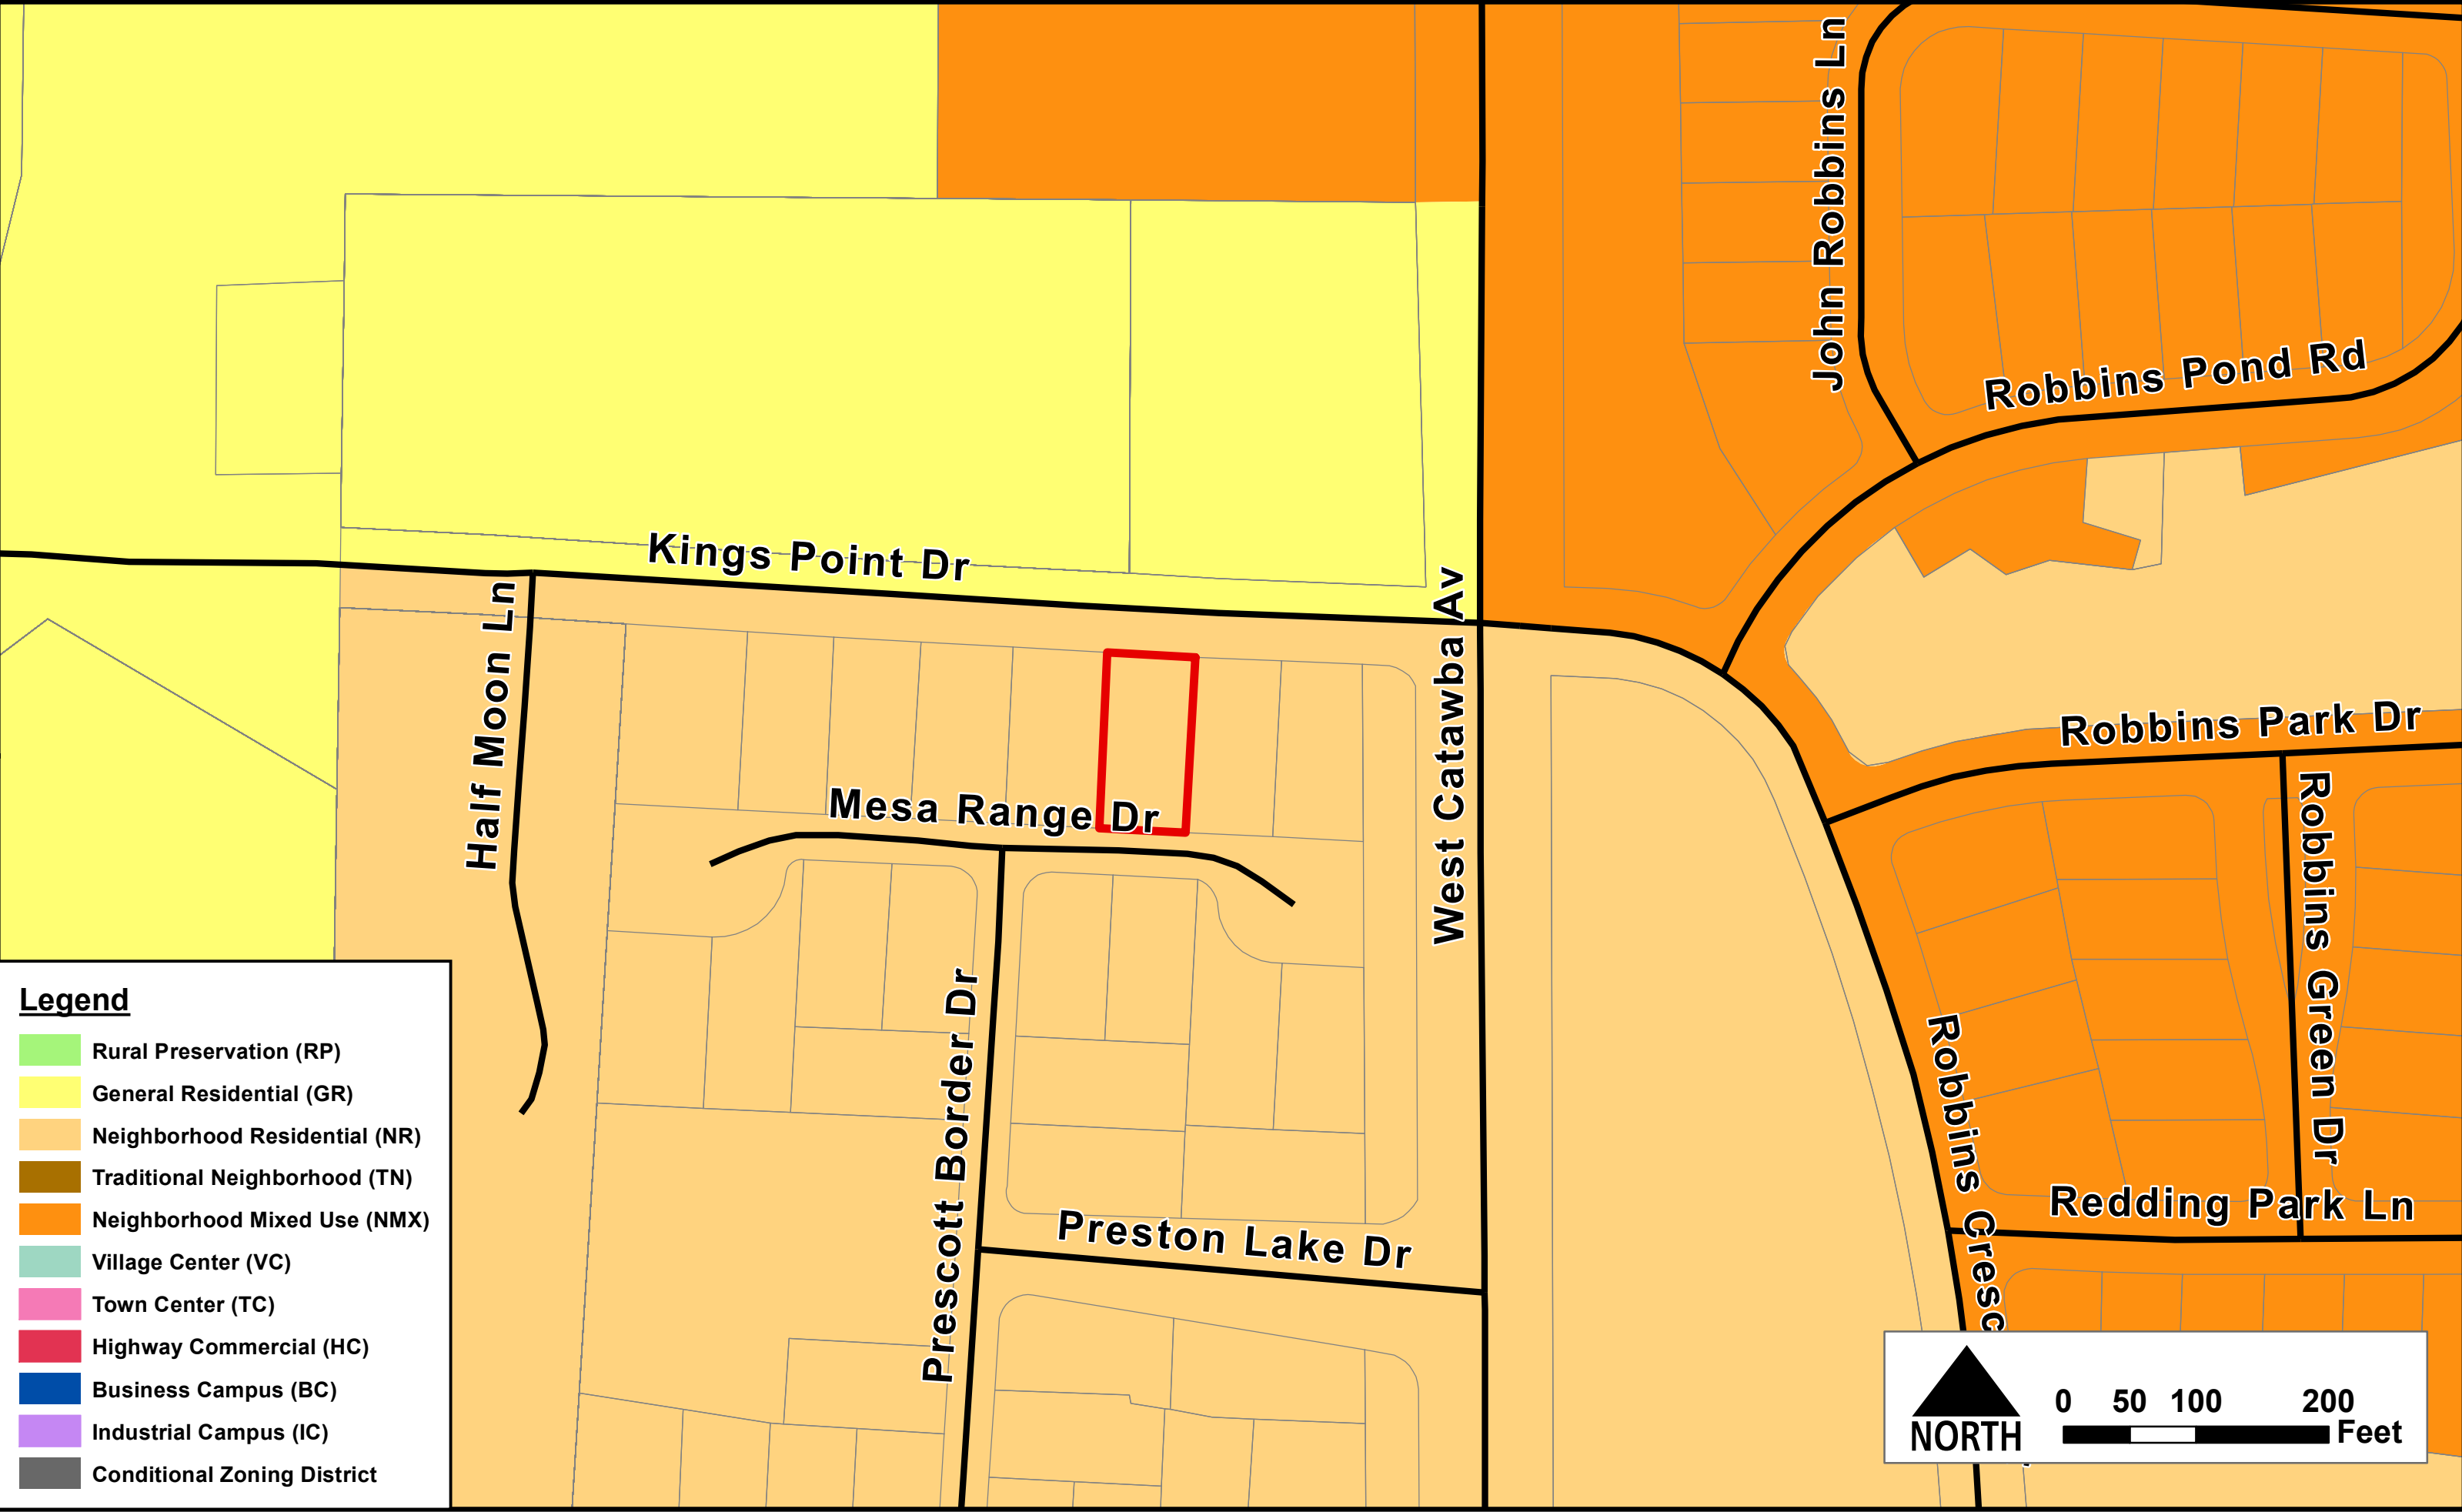 John Robbins Ln
Robbins Pond Rd
Kings Point Dr
Half Moon Ln
West Catawba Av
Robbins Park Dr
Mesa Range Dr
Robbins Green Dr
Prescott Border Dr
Robbins Cresc
Redding Park Ln
Preston Lake Dr
Legend
Rural Preservation (RP)
General Residential (GR)
Neighborhood Residential (NR)
Traditional Neighborhood (TN)
Neighborhood Mixed Use (NMX)
Village Center (VC)
Town Center (TC)
Highway Commercial (HC)
Business Campus (BC)
Industrial Campus (IC)
Conditional Zoning District
NORTH
0 50 100 200
Feet